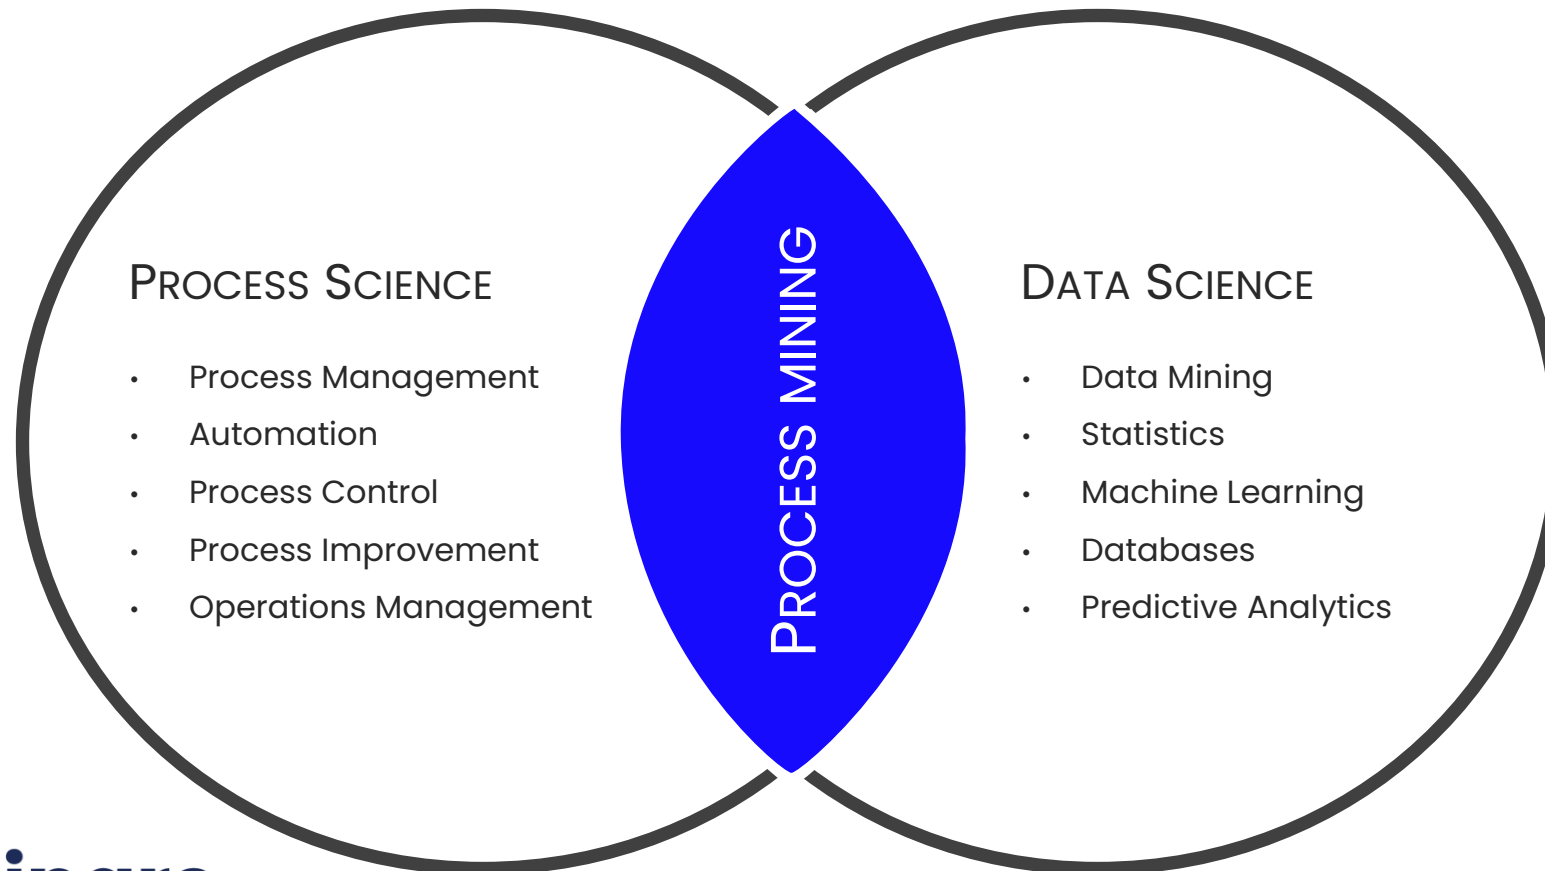 PROCESS SCIENCE
• Process Management
• Automation
• Process Control
• Process Improvement
• Operations Management
PROCESS MINING
DATA SCIENCE
• Data Mining
• Statistics
• Machine Learning
• Databases
• Predictive Analytics